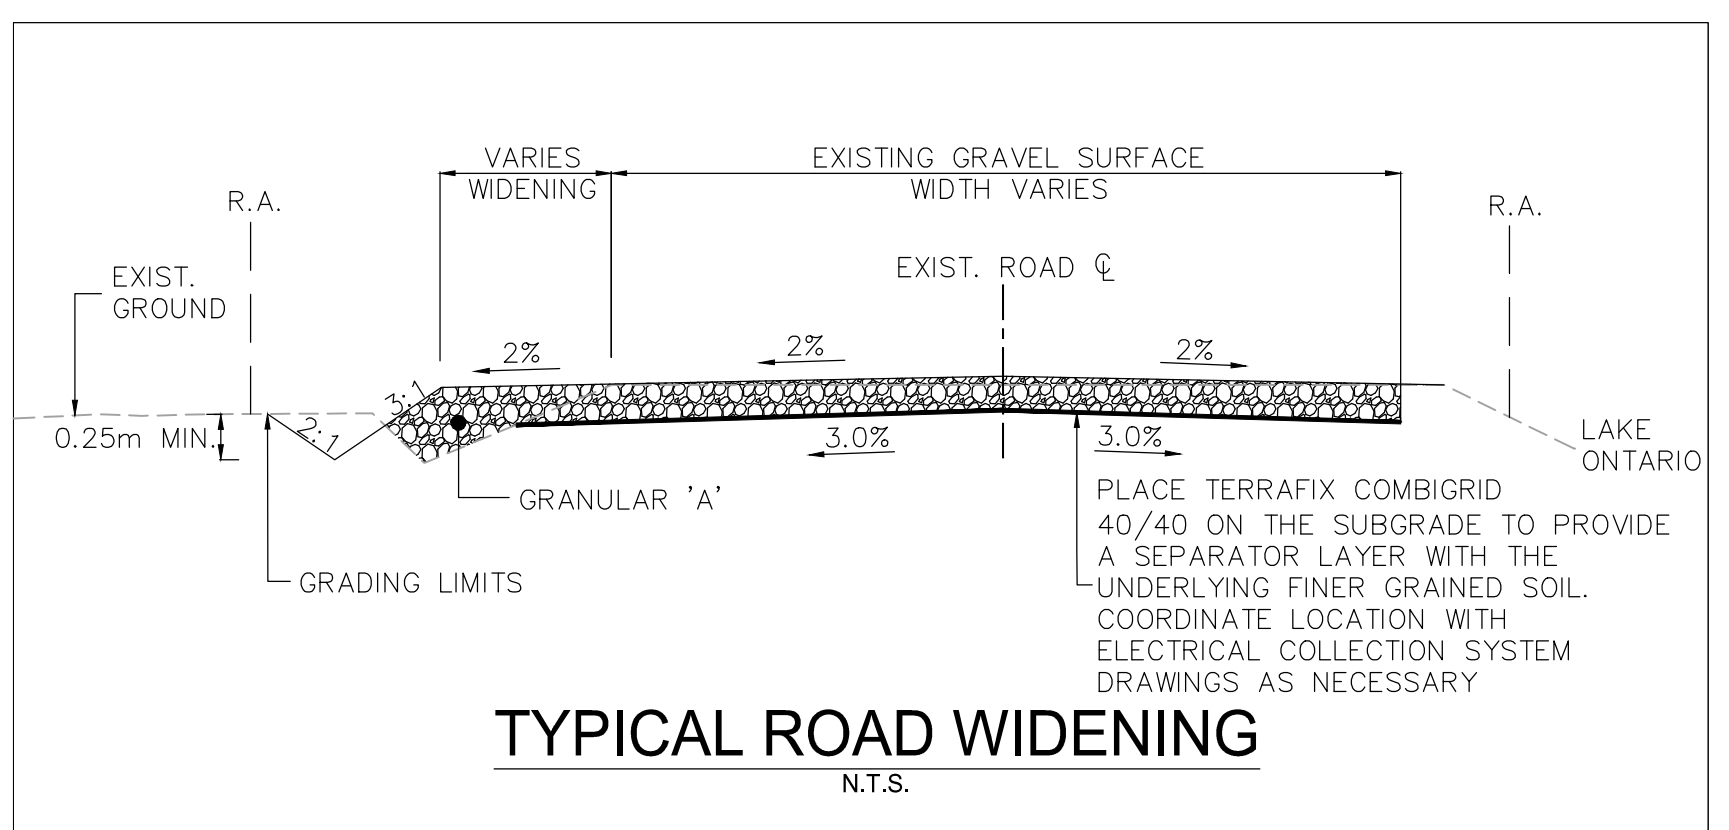 VARIES
WIDENING
EXISTING GRAVEL SURFACE
WIDTH VARIES
R.A.
R.A.
EXIST.
GROUND
EXIST. ROAD ℄
2%
2%
2%
3:1
2:1
0.25m MIN.
3.0%
3.0%
LAKE
ONTARIO
GRANULAR 'A'
GRADING LIMITS
PLACE TERRAFIX COMBIGRID
40/40 ON THE SUBGRADE TO PROVIDE
A SEPARATOR LAYER WITH THE
UNDERLYING FINER GRAINED SOIL.
COORDINATE LOCATION WITH
ELECTRICAL COLLECTION SYSTEM
DRAWINGS AS NECESSARY
TYPICAL ROAD WIDENING
N.T.S.